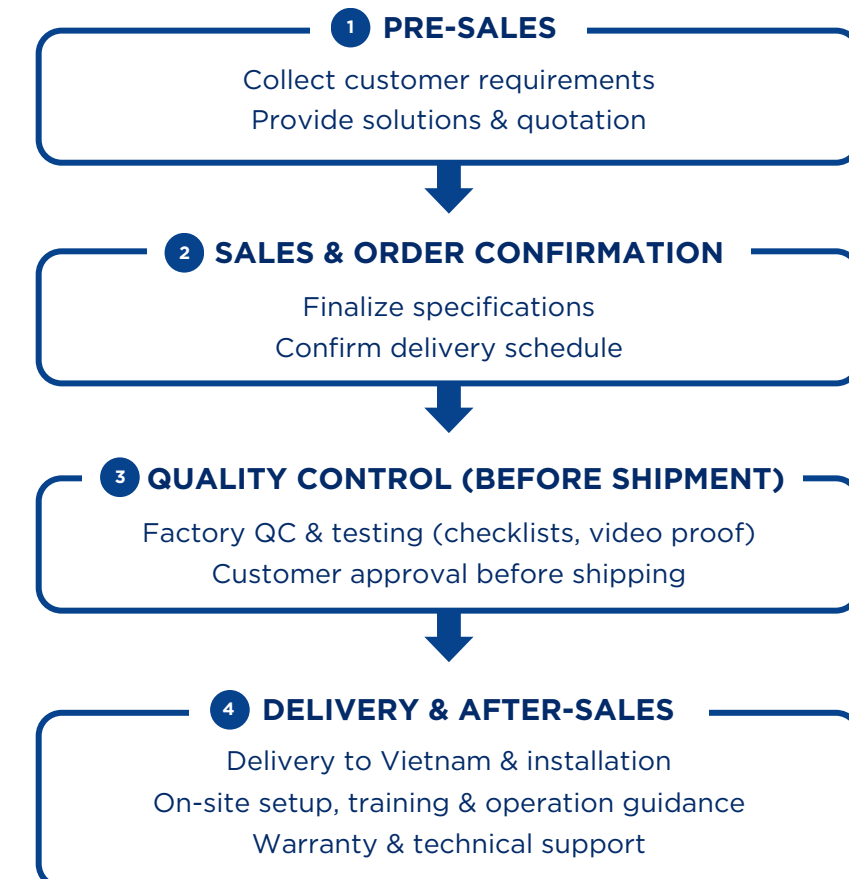 1 PRE-SALES
Collect customer requirements
Provide solutions & quotation
2 SALES & ORDER CONFIRMATION
Finalize specifications
Confirm delivery schedule
3 QUALITY CONTROL (BEFORE SHIPMENT)
Factory QC & testing (checklists, video proof)
Customer approval before shipping
4 DELIVERY & AFTER-SALES
Delivery to Vietnam & installation
On-site setup, training & operation guidance
Warranty & technical support